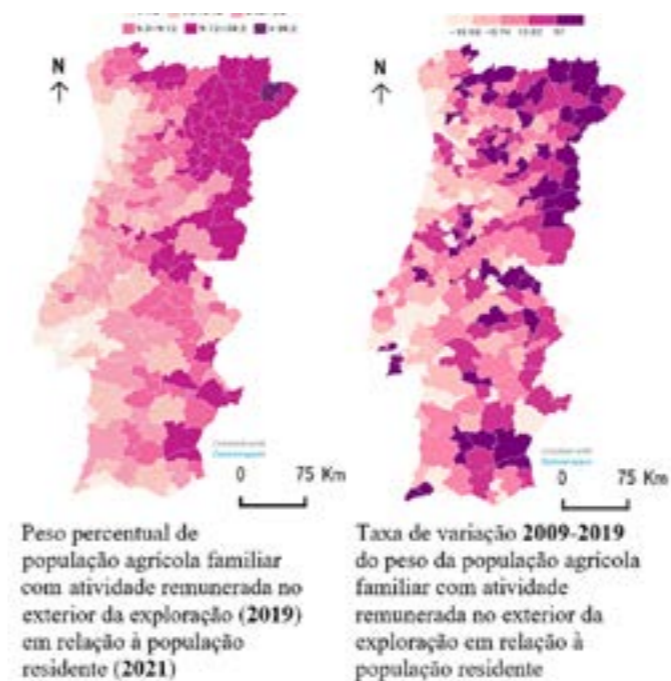 N
0 75 Km
Peso percentual de
população agrícola familiar
com atividade remunerada no
exterior da exploração (2019)
em relação à população
residente (2021)
N
0 75 Km
Taxa de variação 2009-2019
do peso da população agrícola
familiar com atividade
remunerada no exterior da
exploração em relação à
população residente